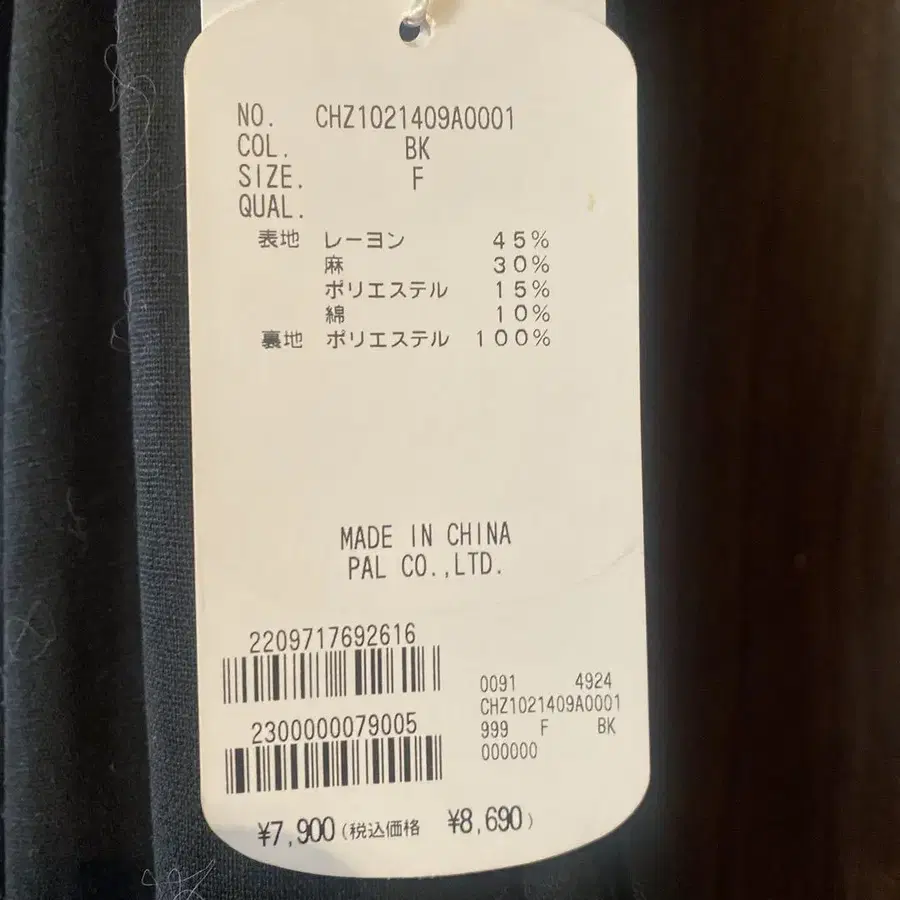 NO. CHZ1021409A0001
COL. BK
SIZE. F
QUAL.
表地 レーヨン 45%
麻 30%
ポリエステル 15%
綿 10%
裏地 ポリエステル 100%
MADE IN CHINA
PAL CO.,LTD.
2209717692616
2300000079005
0091 4924
CHZ1021409A0001
999 F BK
000000
¥7,900(税込価格 ¥8,690)